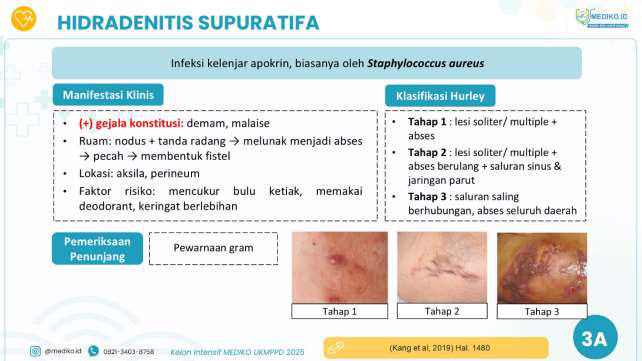 HIDRADENITIS SUPURATIFA
MEDIKO.ID
Infeksi kelenjar apokrin, biasanya oleh Staphylococcus aureus
Manifestasi Klinis
• (+) gejala konstitusi: demam, malaise
• Ruam: nodus + tanda radang → melunak menjadi abses
→ pecah → membentuk fistel
• Lokasi: aksila, perineum
• Faktor risiko: mencukur bulu ketiak, memakai
deodorant, keringat berlebihan
Klasifikasi Hurley
• Tahap 1 : lesi soliter/ multiple +
abses
• Tahap 2 : lesi soliter/ multiple +
abses berulang + saluran sinus &
jaringan parut
• Tahap 3 : saluran saling
berhubungan, abses seluruh daerah
Pemeriksaan
Penunjang
Pewarnaan gram
Tahap 1
Tahap 2
Tahap 3
@mediko.id
0821-3403-8758
Kelon Intensif MEDIKO UKMPPD 2025
(Kang et al, 2019) Hal. 1480
3A